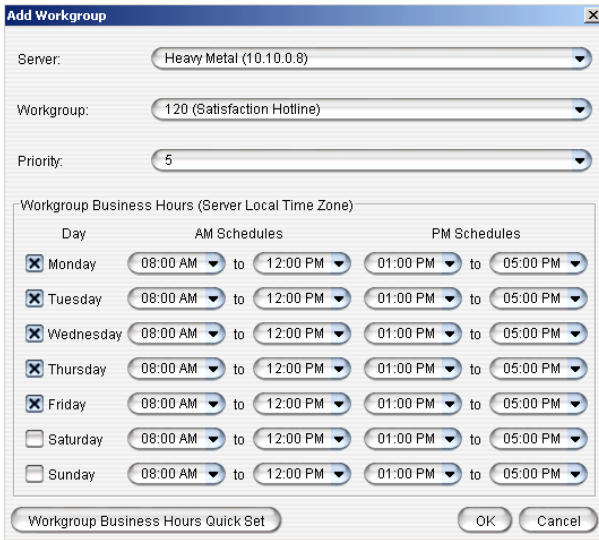 Add Workgroup
Server: Heavy Metal (10.10.0.8)
Workgroup: 120 (Satisfaction Hotline)
Priority: 5
Workgroup Business Hours (Server Local Time Zone)
Day AM Schedules PM Schedules
Monday 08:00 AM to 12:00 PM 01:00 PM to 05:00 PM
Tuesday 08:00 AM to 12:00 PM 01:00 PM to 05:00 PM
Wednesday 08:00 AM to 12:00 PM 01:00 PM to 05:00 PM
Thursday 08:00 AM to 12:00 PM 01:00 PM to 05:00 PM
Friday 08:00 AM to 12:00 PM 01:00 PM to 05:00 PM
Saturday 08:00 AM to 12:00 PM 01:00 PM to 05:00 PM
Sunday 08:00 AM to 12:00 PM 01:00 PM to 05:00 PM
Workgroup Business Hours Quick Set OK Cancel